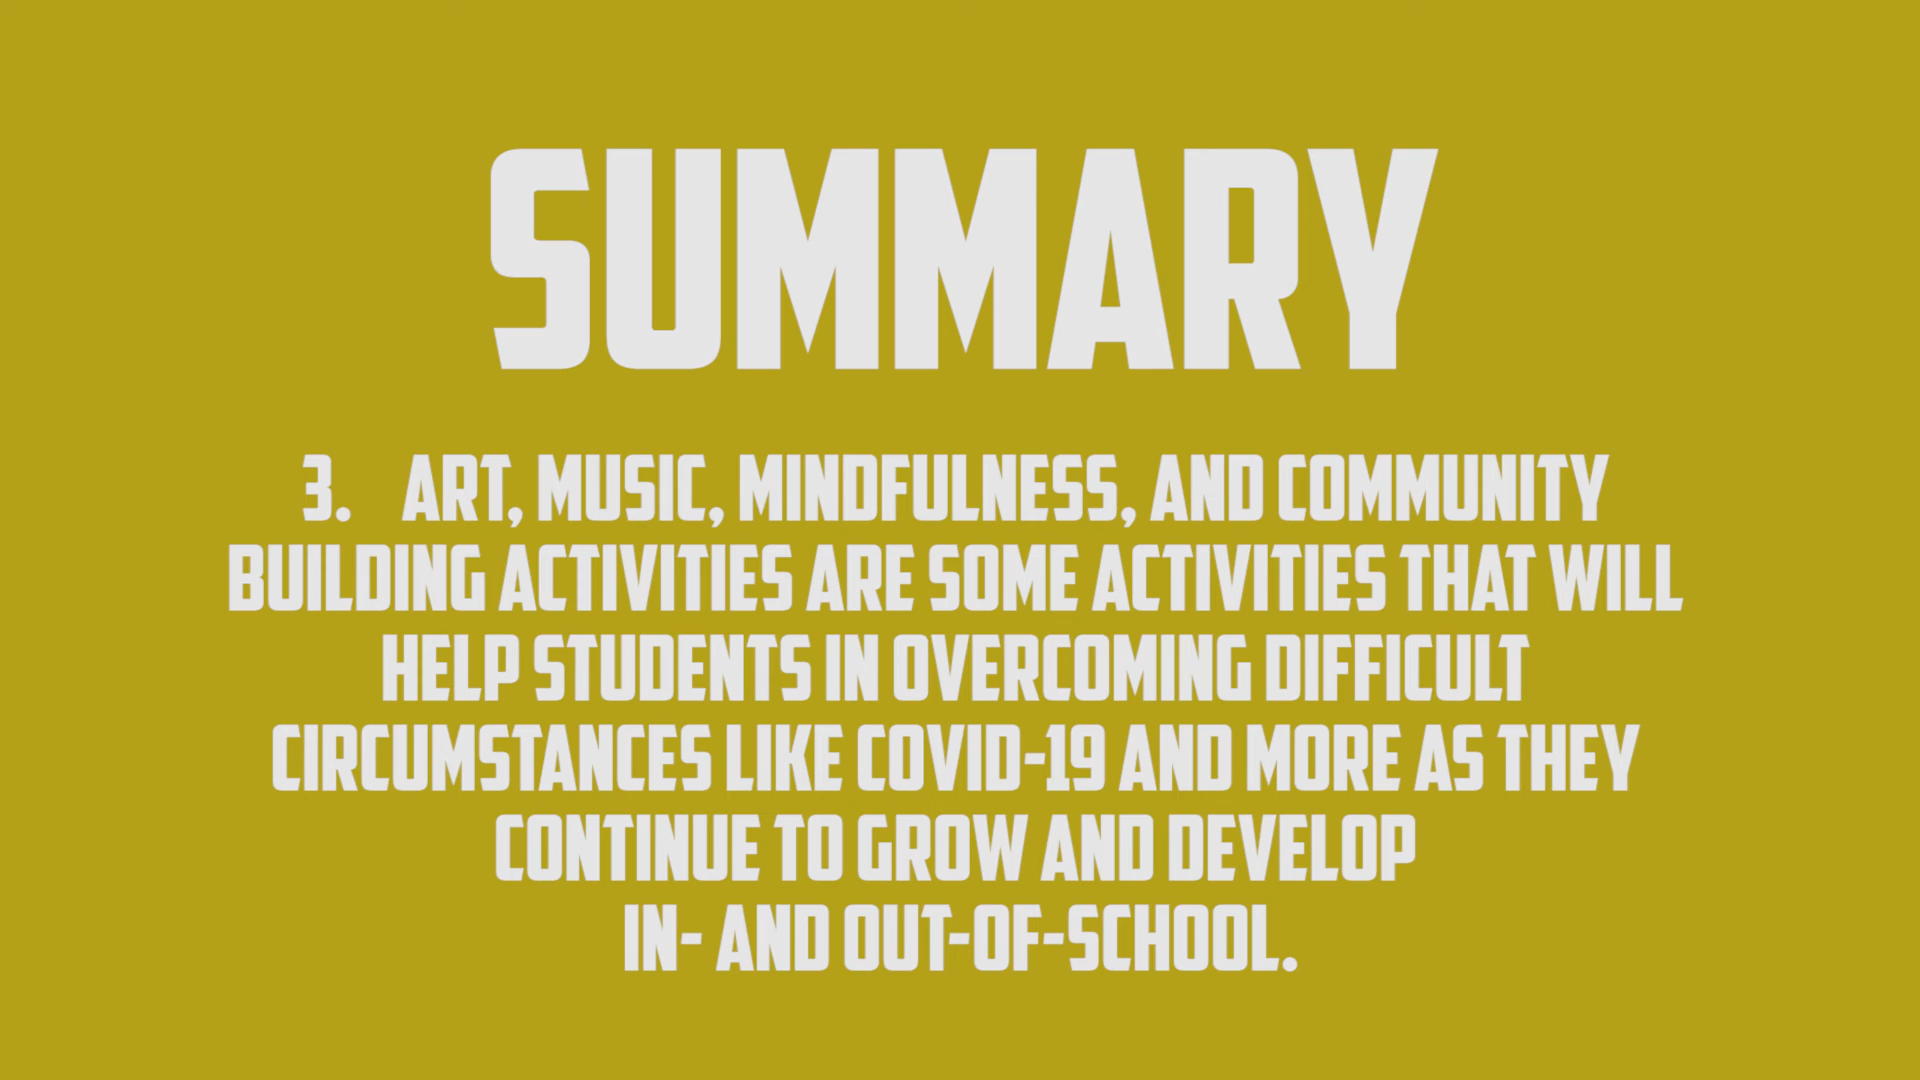 SUMMARY
3. ART, MUSIC, MINDFULNESS, AND COMMUNITY
BUILDING ACTIVITIES ARE SOME ACTIVITIES THAT WILL
HELP STUDENTS IN OVERCOMING DIFFICULT
CIRCUMSTANCES LIKE COVID-19 AND MORE AS THEY
CONTINUE TO GROW AND DEVELOP
IN- AND OUT-OF-SCHOOL.